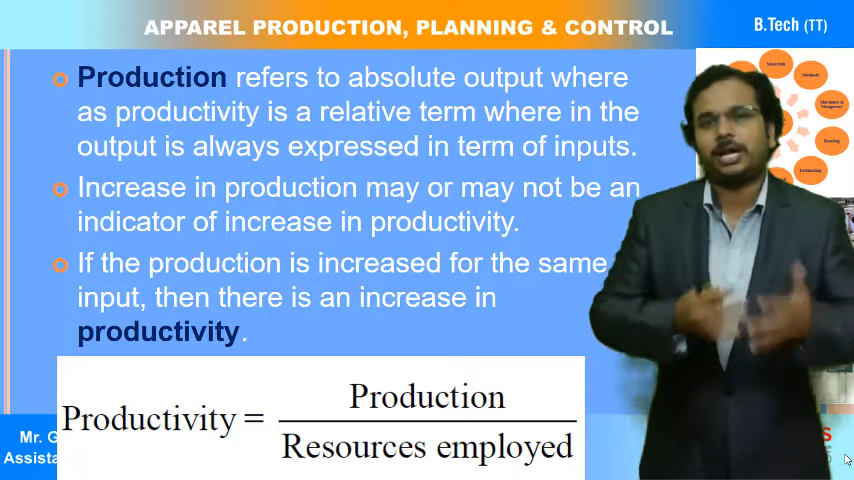 APPAREL PRODUCTION, PLANNING & CONTROL
B.Tech (TT)
Production refers to absolute output where
as productivity is a relative term where in the
output is always expressed in term of inputs.
Increase in production may or may not be an
indicator of increase in productivity.
If the production is increased for the same
input, then there is an increase in
productivity.
Productivity =
Production
Resources employed
Materials
Methods
Machines &
Manpower
Routing
Estimating
Mr. G
Assista
S